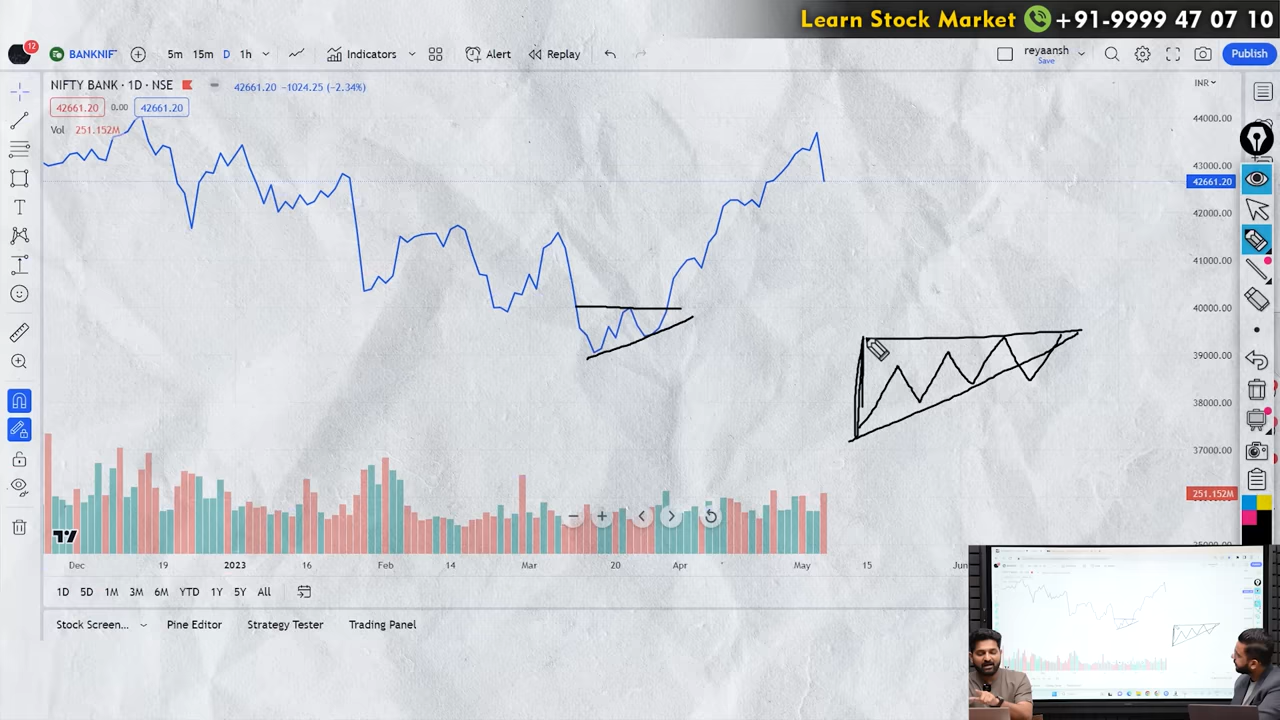 Learn Stock Market +91-9999 47 07 10
12
BANKNIF 5m 15m D 1h Indicators Alert Replay
reyaansh
Save
Publish
NIFTY BANK · 1D · NSE 42661.20 −1024.25 (−2.34%)
INR
42661.20 0.00 42661.20
Vol 251.152M
44000.00
43000.00
42661.20
42000.00
41000.00
40000.00
39000.00
38000.00
37000.00
251.152M
Dec 19 2023 Feb 14 Mar 20 Apr May 15 Jun
1D 5D 1M 3M 6M YTD 1Y 5Y All
Stock Screen... Pine Editor Strategy Tester Trading Panel